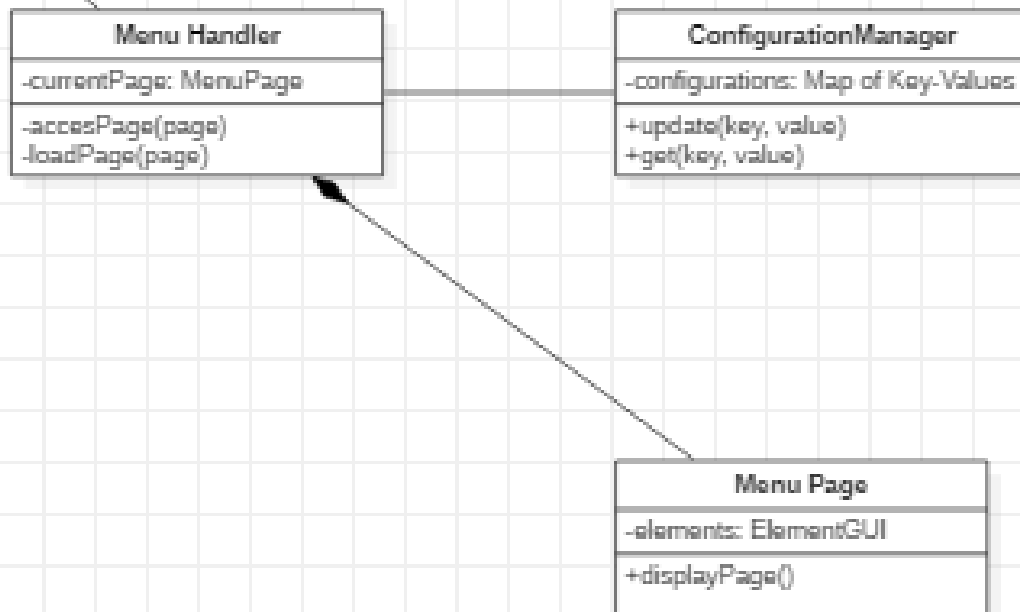 Menu Handler
-currentPage: MenuPage
-accesPage(page)
-loadPage(page)
ConfigurationManager
-configurations: Map of Key-Values
+update(key, value)
+get(key, value)
Menu Page
-elements: ElementGUI
+displayPage()